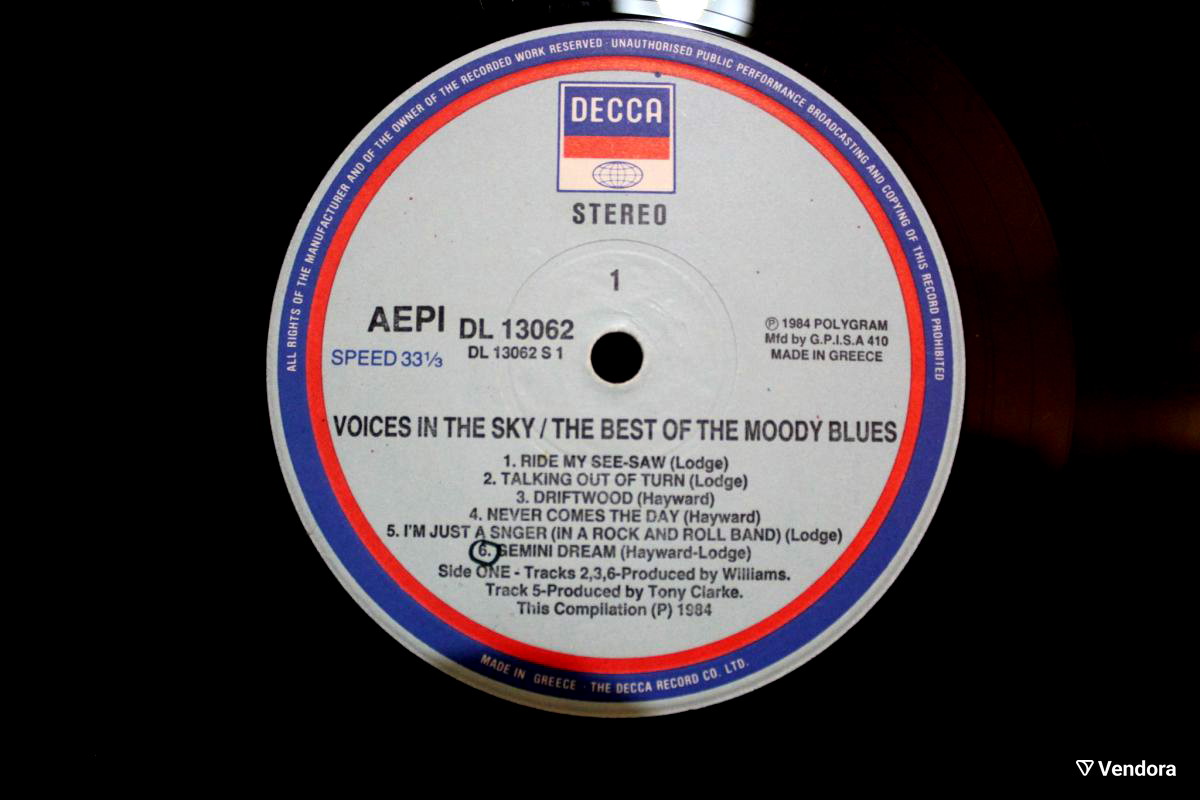 ALL RIGHTS OF THE MANUFACTURER AND OF THE OWNER OF THE RECORDED WORK RESERVED · UNAUTHORISED PUBLIC PERFORMANCE BROADCASTING AND COPYING OF THIS RECORD PROHIBITED
DECCA
STEREO
1
AEPI DL 13062
SPEED 33⅓ DL 13062 S 1
Ⓟ 1984 POLYGRAM
Mfd by G.P.I.S.A 410
MADE IN GREECE
VOICES IN THE SKY / THE BEST OF THE MOODY BLUES
1. RIDE MY SEE-SAW (Lodge)
2. TALKING OUT OF TURN (Lodge)
3. DRIFTWOOD (Hayward)
4. NEVER COMES THE DAY (Hayward)
5. I'M JUST A SNGER (IN A ROCK AND ROLL BAND) (Lodge)
6. GEMINI DREAM (Hayward-Lodge)
Side ONE - Tracks 2,3,6-Produced by Williams.
Track 5-Produced by Tony Clarke.
This Compilation (P) 1984
MADE IN GREECE · THE DECCA RECORD CO. LTD.
Vendora